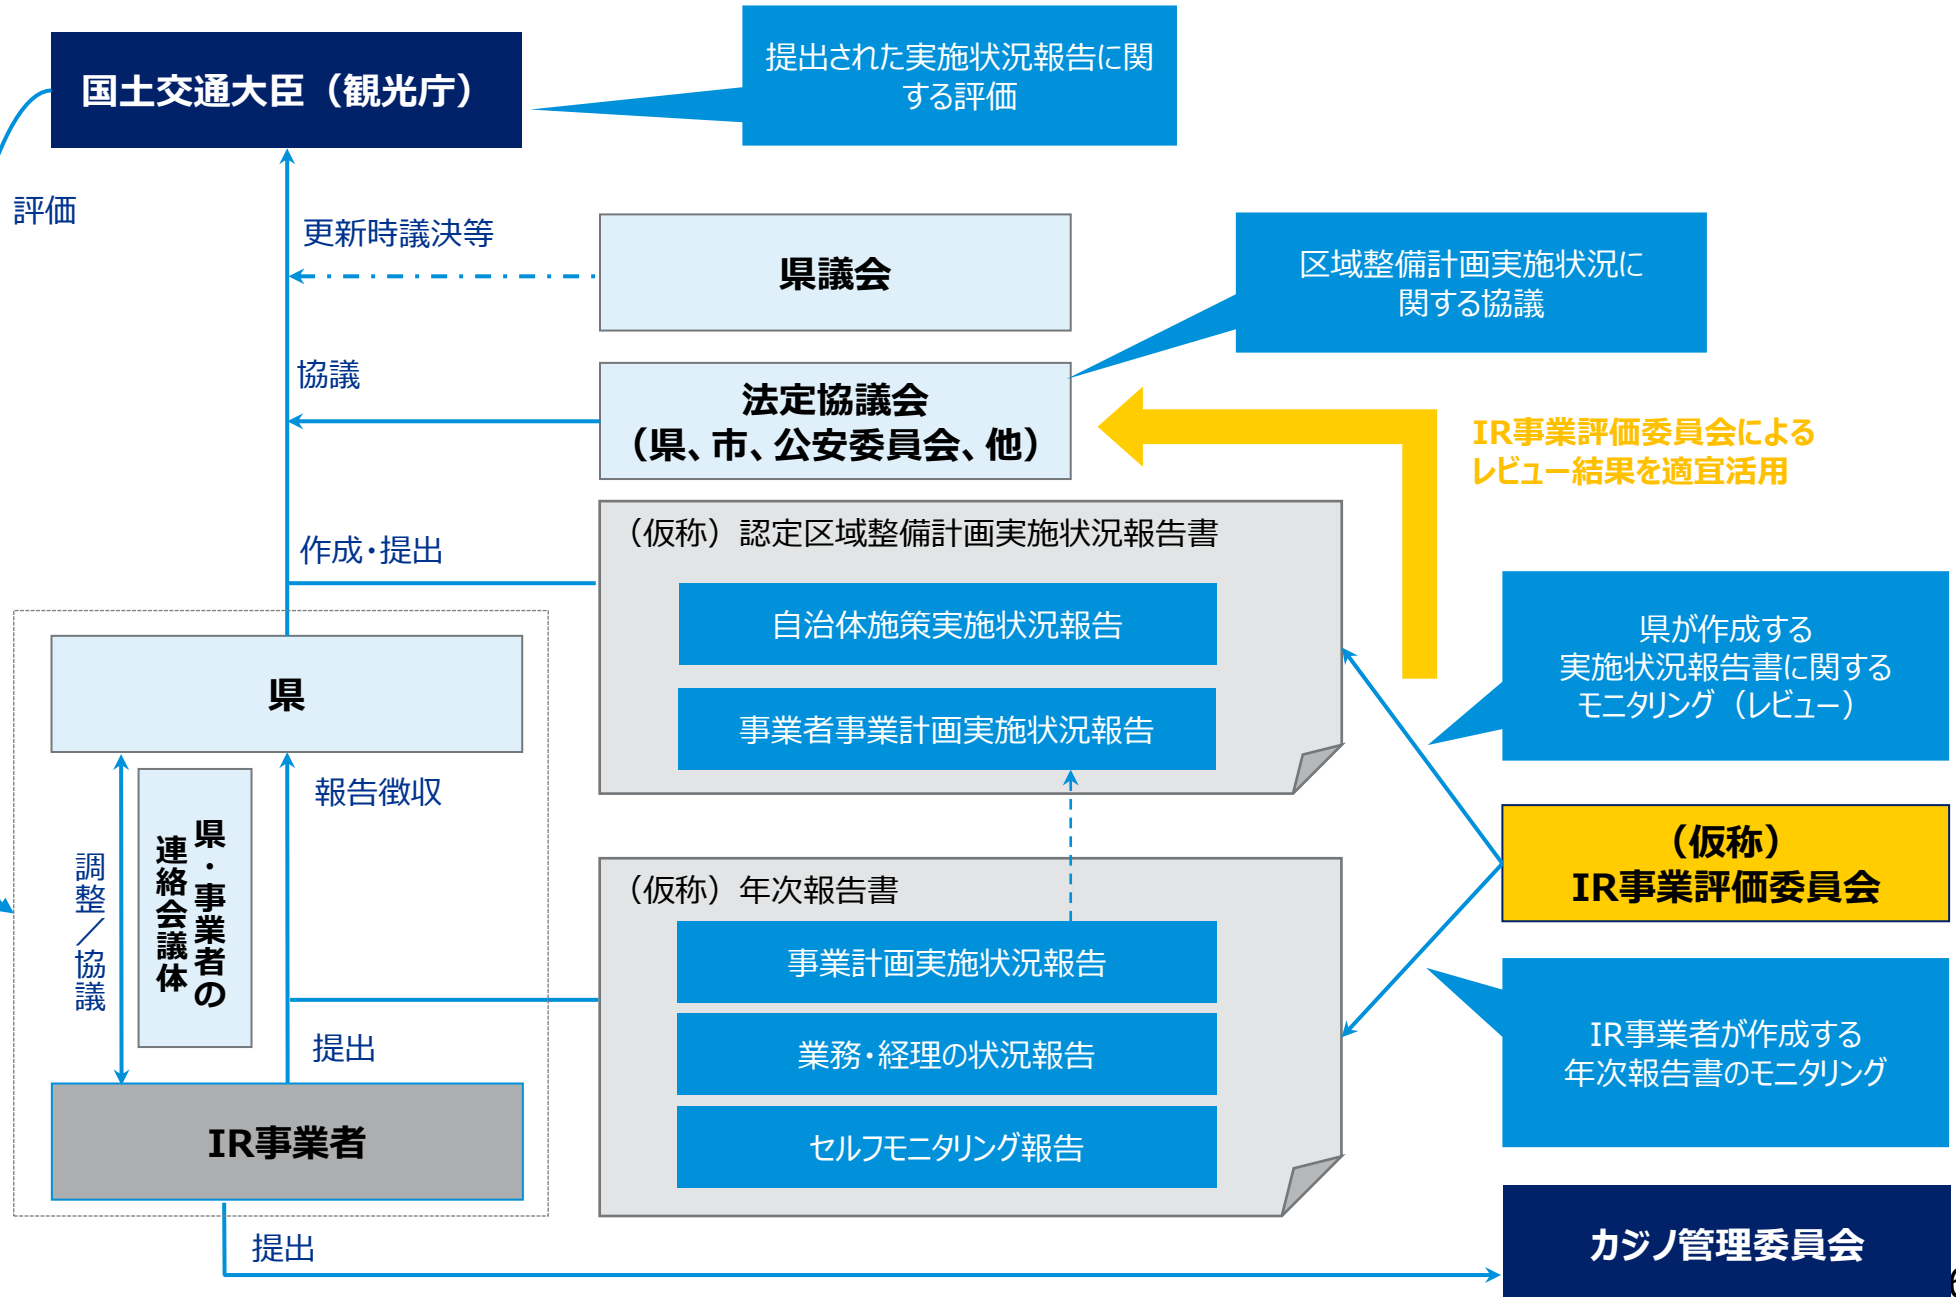 国土交通大臣（観光庁）
提出された実施状況報告に関
する評価
評価
更新時議決等
県議会
区域整備計画実施状況に
関する協議
協議
法定協議会
（県、市、公安委員会、他）
IR事業評価委員会による
レビュー結果を適宜活用
作成・提出
（仮称）認定区域整備計画実施状況報告書
自治体施策実施状況報告
事業者事業計画実施状況報告
県が作成する
実施状況報告書に関する
モニタリング（レビュー）
県
報告徴収
県・事業者の
連絡会議体
調整／協議
（仮称）
IR事業評価委員会
（仮称）年次報告書
事業計画実施状況報告
業務・経理の状況報告
セルフモニタリング報告
IR事業者が作成する
年次報告書のモニタリング
提出
IR事業者
提出
カジノ管理委員会